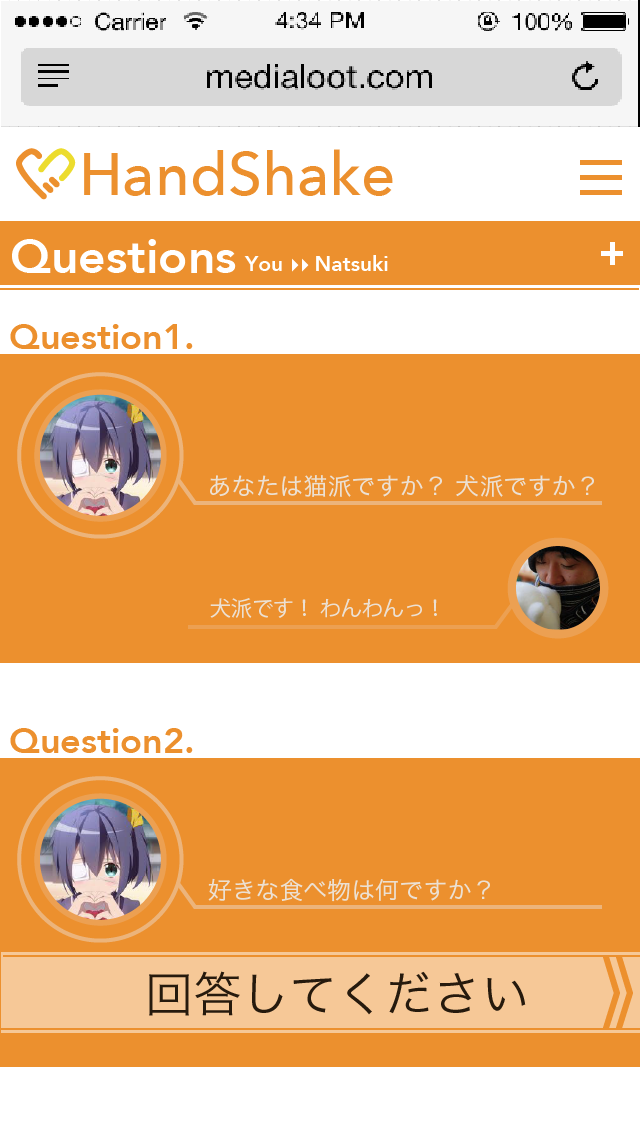 Carrier 4:34 PM 100%
medialoot.com
HandShake
Questions You Natsuki
Question1.
あなたは猫派ですか？ 犬派ですか？
犬派です！ わんわんっ！
Question2.
好きな食べ物は何ですか？
回答してください